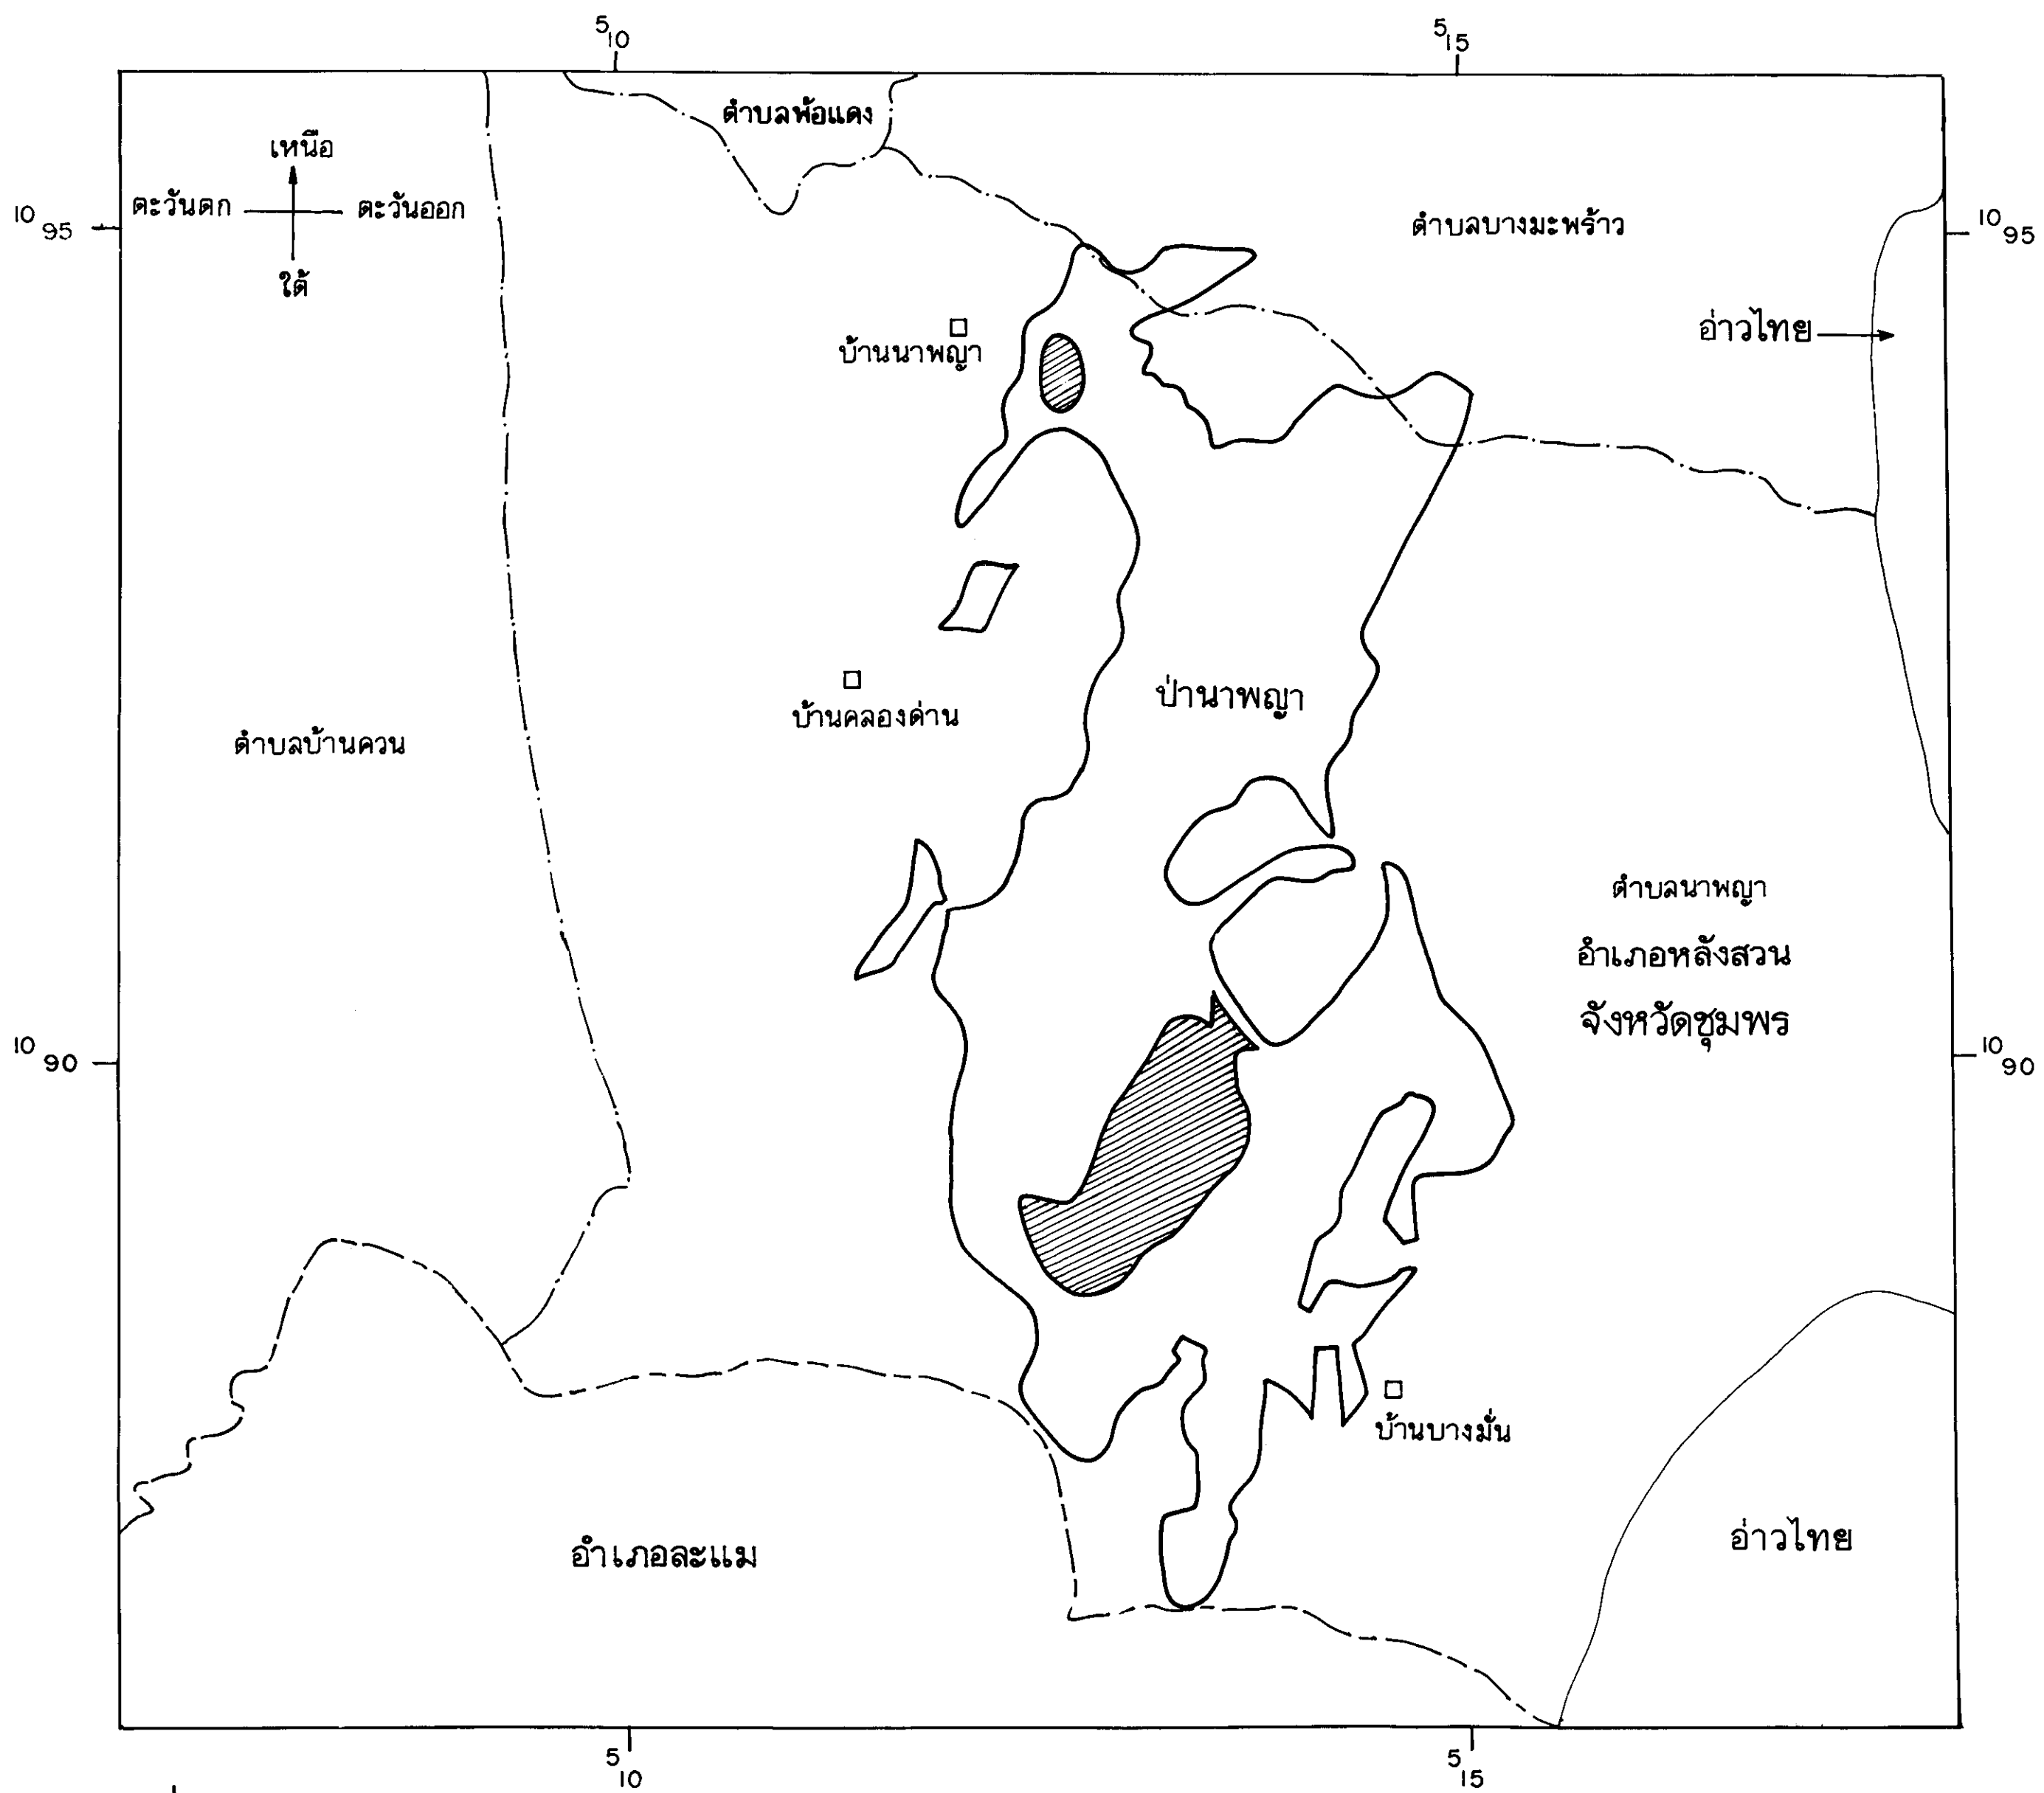 5 10
5 15
ตำบลพ้อแดง
เหนือ
ตะวันตก
ตะวันออก
ใต้
10 95
ตำบลบางมะพร้าว
10 95
อ่าวไทย
บ้านนาพญา
ป่านาพญา
บ้านคลองด่าน
ตำบลบ้านควน
ตำบลนาพญา
อำเภอหลังสวน
จังหวัดชุมพร
10 90
10 90
บ้านบางมั่น
อำเภอละแม
อ่าวไทย
5 10
5 15